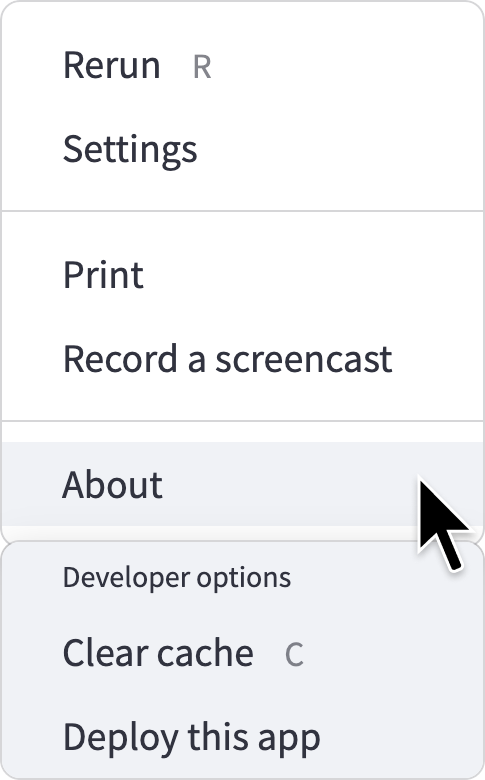 Rerun R
Settings
Print
Record a screencast
About
Developer options
Clear cache C
Deploy this app